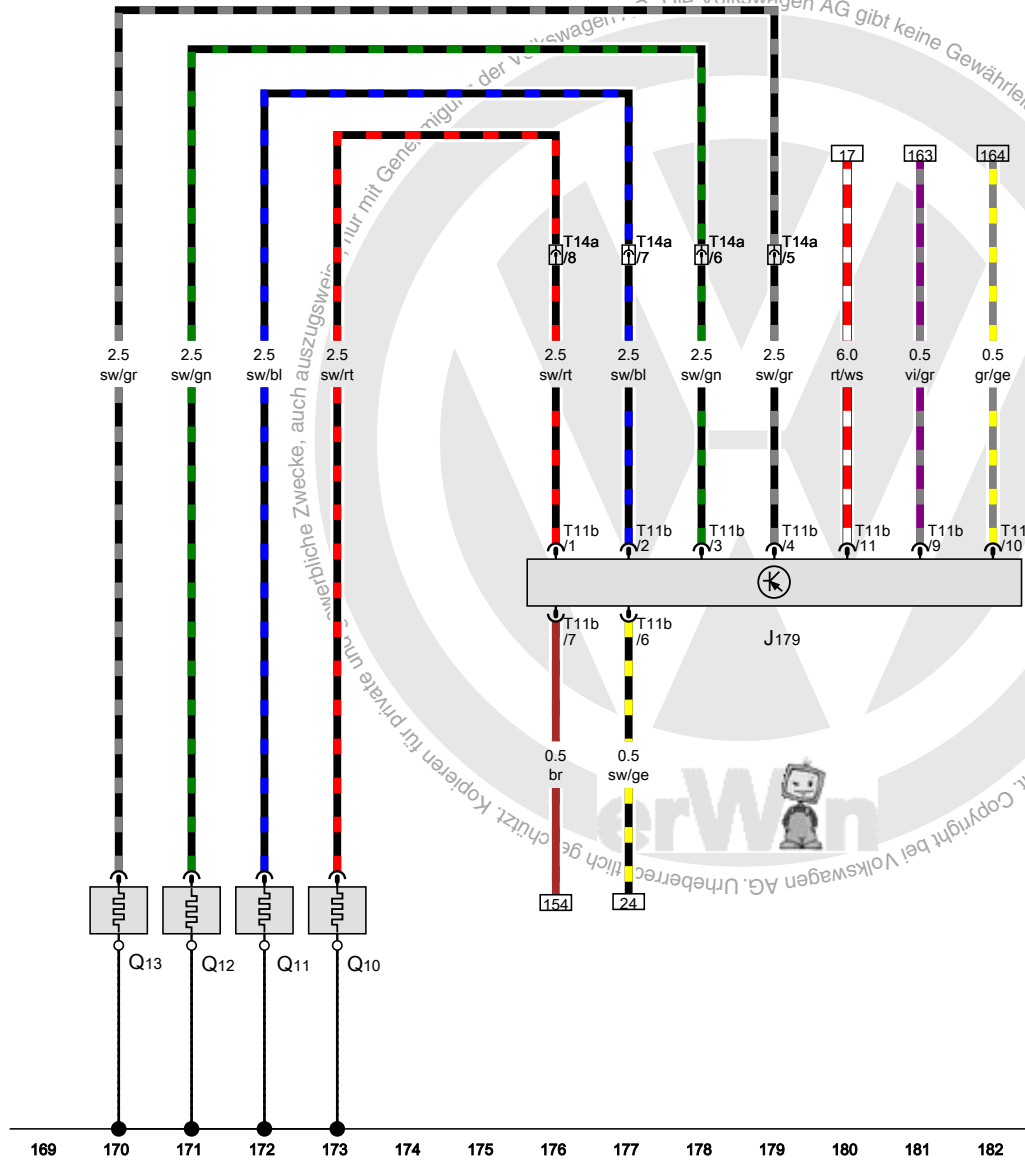 Die Volkswagen AG gibt keine
nur mit Genehmigung der Volkswagen
Kopieren für private und gewerbliche Zwecke, auch auszugsweise,
Urheberrechtlich geschützt.
Copyright bei Volkswagen AG.
17 163 164
T14a T14a T14a T14a
/8 /7 /6 /5
2.5 2.5 2.5 2.5 2.5 2.5 2.5 2.5 6.0 0.5 0.5
sw/gr sw/gn sw/bl sw/rt sw/rt sw/bl sw/gn sw/gr rt/ws vi/gr gr/ge
T11b T11b T11b T11b T11b T11b T11
/1 /2 /3 /4 /11 /9 /10
T11b T11b
/7 /6
J179
0.5 0.5
br sw/ge
erWin
154 24
Q13 Q12 Q11 Q10
169 170 171 172 173 174 175 176 177 178 179 180 181 182